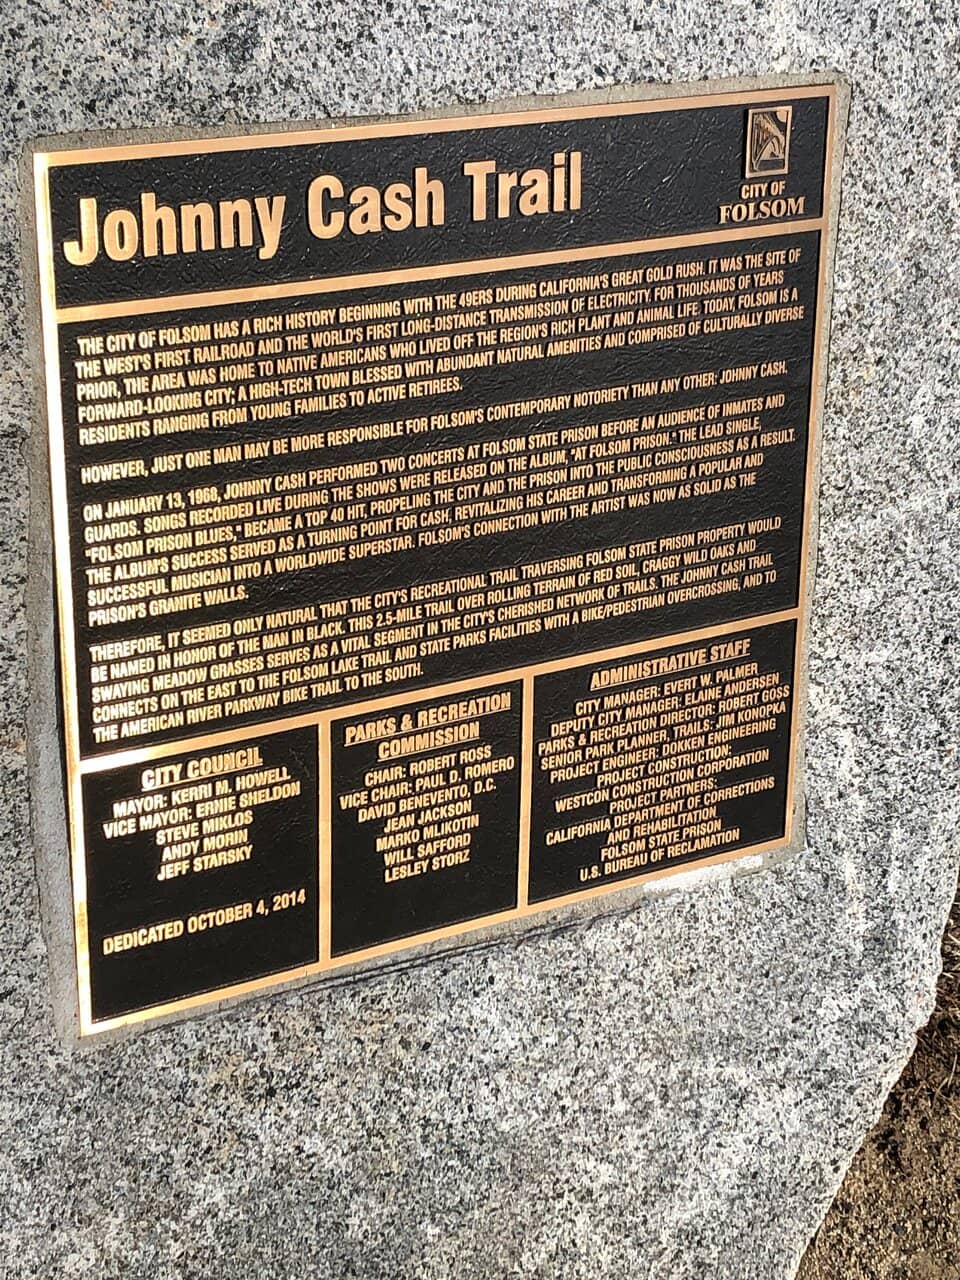 Johnny Cash Trail
CITY OF
FOLSOM
THE CITY OF FOLSOM HAS A RICH HISTORY BEGINNING WITH THE 49ERS DURING CALIFORNIA'S GREAT GOLD RUSH. IT WAS THE SITE OF
THE WEST'S FIRST RAILROAD AND THE WORLD'S FIRST LONG-DISTANCE TRANSMISSION OF ELECTRICITY. FOR THOUSANDS OF YEARS
PRIOR, THE AREA WAS HOME TO NATIVE AMERICANS WHO LIVED OFF THE REGION'S RICH PLANT AND ANIMAL LIFE. TODAY, FOLSOM IS A
FORWARD-LOOKING CITY; A HIGH-TECH TOWN BLESSED WITH ABUNDANT NATURAL AMENITIES AND COMPRISED OF CULTURALLY DIVERSE
RESIDENTS RANGING FROM YOUNG FAMILIES TO ACTIVE RETIREES.
HOWEVER, JUST ONE MAN MAY BE MORE RESPONSIBLE FOR FOLSOM'S CONTEMPORARY NOTORIETY THAN ANY OTHER: JOHNNY CASH.
ON JANUARY 13, 1968, JOHNNY CASH PERFORMED TWO CONCERTS AT FOLSOM STATE PRISON BEFORE AN AUDIENCE OF INMATES AND
GUARDS. SONGS RECORDED LIVE DURING THE SHOWS WERE RELEASED ON THE ALBUM, "AT FOLSOM PRISON." THE LEAD SINGLE,
"FOLSOM PRISON BLUES," BECAME A TOP 40 HIT, PROPELING THE CITY AND THE PRISON INTO THE PUBLIC CONSCIOUSNESS AS A RESULT.
THE ALBUM'S SUCCESS SERVED AS A TURNING POINT FOR CASH, REVITALIZING HIS CAREER AND TRANSFORMING A POPULAR AND
SUCCESSFUL MUSICIAN INTO A WORLDWIDE SUPERSTAR. FOLSOM'S CONNECTION WITH THE ARTIST WAS NOW AS SOLID AS THE
PRISON'S GRANITE WALLS.
THEREFORE, IT SEEMED ONLY NATURAL THAT THE CITY'S RECREATIONAL TRAIL TRAVERSING FOLSOM STATE PRISON PROPERTY WOULD
BE NAMED IN HONOR OF THE MAN IN BLACK. THIS 2.5-MILE TRAIL OVER ROLLING TERRAIN OF RED SOIL, CRAGGY WILD OAKS AND
SWAYING MEADOW GRASSES SERVES AS A VITAL SEGMENT IN THE CITY'S CHERISHED NETWORK OF TRAILS. THE JOHNNY CASH TRAIL
CONNECTS ON THE EAST TO THE FOLSOM LAKE TRAIL AND STATE PARKS FACILITIES WITH A BIKE/PEDESTRIAN OVERCROSSING, AND TO
THE AMERICAN RIVER PARKWAY BIKE TRAIL TO THE SOUTH.
CITY COUNCIL
MAYOR: KERRI M. HOWELL
VICE MAYOR: ERNIE SHELDON
STEVE MIKLOS
ANDY MORIN
JEFF STARSKY
DEDICATED OCTOBER 4, 2014
PARKS & RECREATION
COMMISSION
CHAIR: ROBERT ROSS
VICE CHAIR: PAUL D. ROMERO
DAVID BENEVENTO, D.C.
JEAN JACKSON
MARKO MLIKOTIN
WILL SAFFORD
LESLEY STORZ
ADMINISTRATIVE STAFF
CITY MANAGER: EVERT W. PALMER
DEPUTY CITY MANAGER: ELAINE ANDERSEN
PARKS & RECREATION DIRECTOR: ROBERT GOSS
SENIOR PARK PLANNER, TRAILS: JIM KONOPKA
PROJECT ENGINEER: DOKKEN ENGINEERING
PROJECT CONSTRUCTION:
WESTCON CONSTRUCTION CORPORATION
PROJECT PARTNERS:
CALIFORNIA DEPARTMENT OF CORRECTIONS
AND REHABILITATION
FOLSOM STATE PRISON
U.S. BUREAU OF RECLAMATION